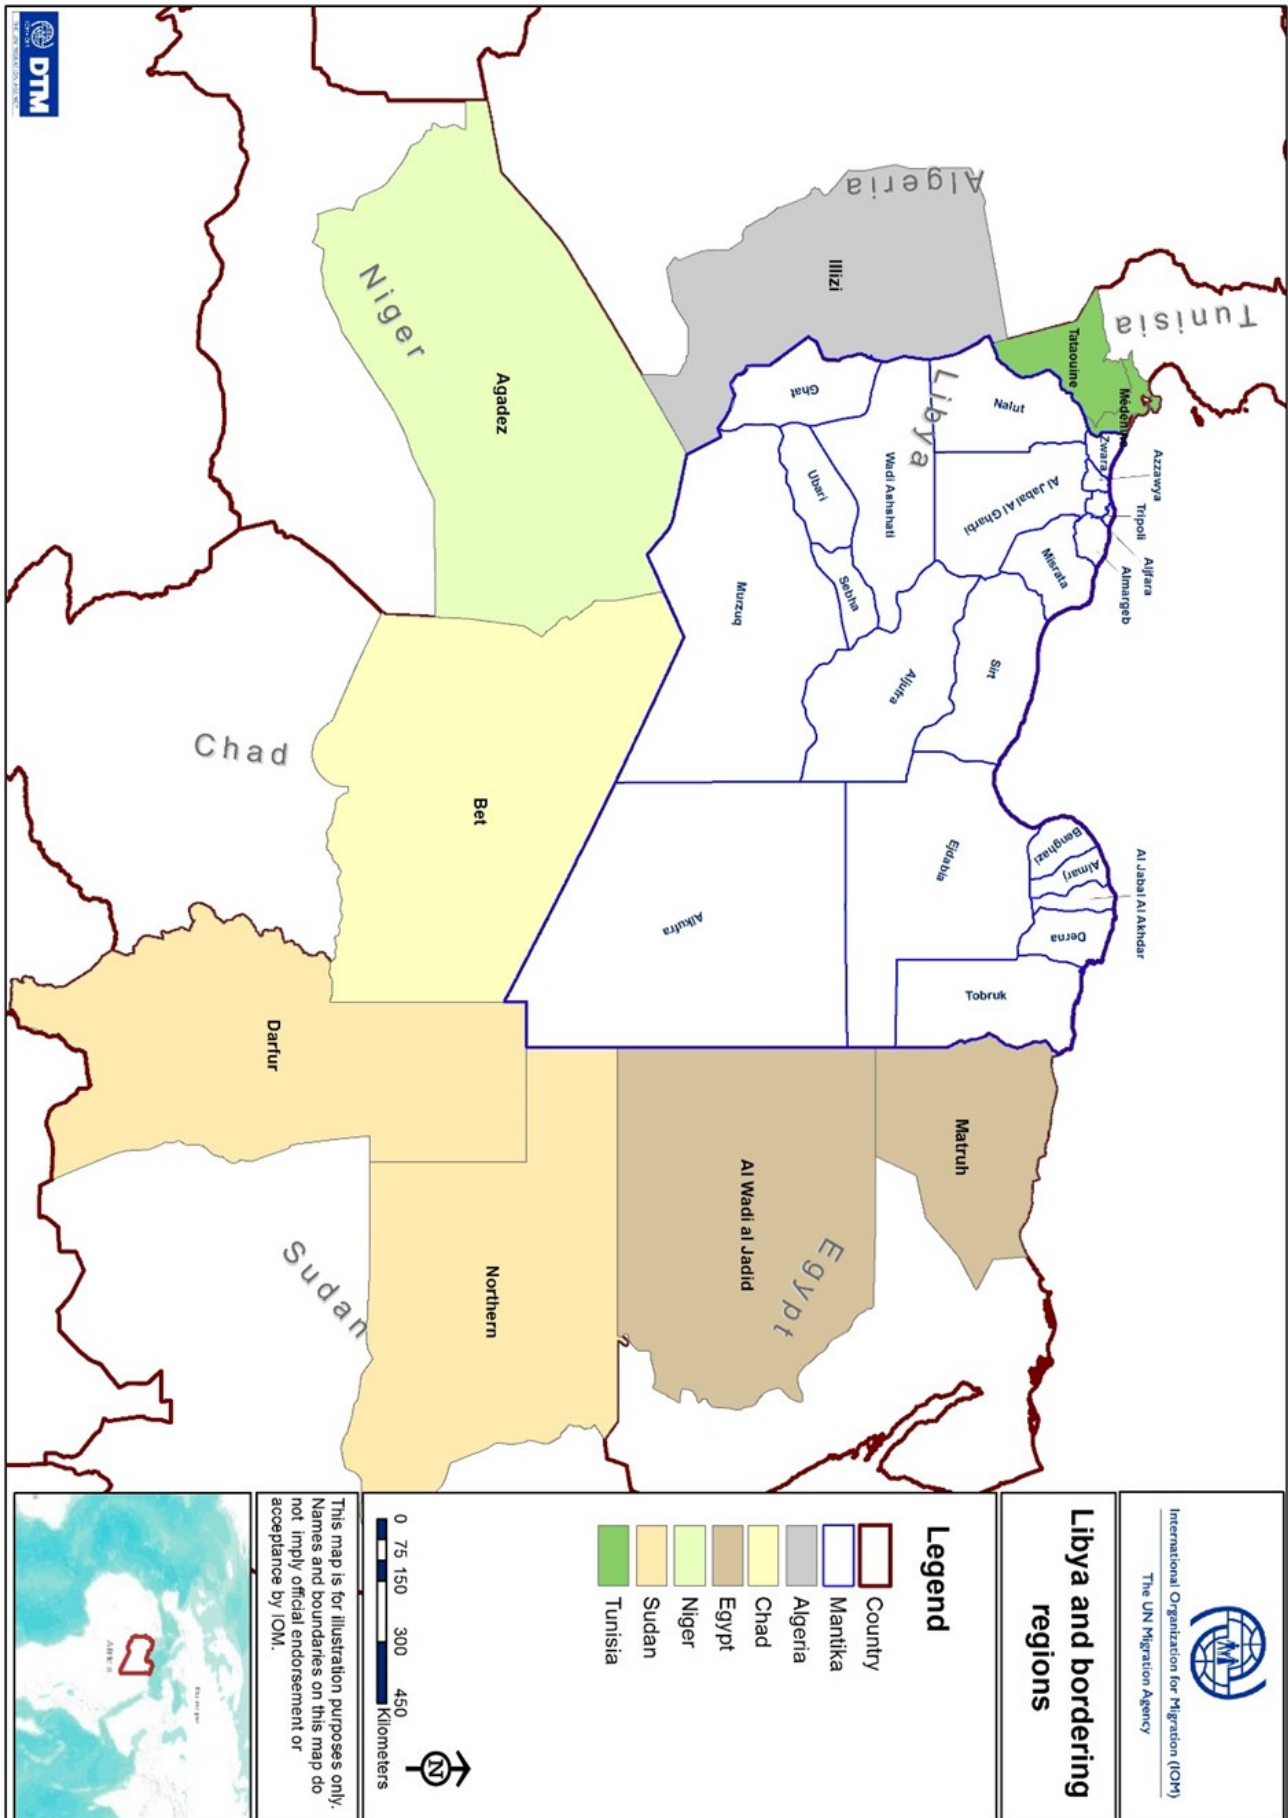 International Organization for Migration (IOM)
The UN Migration Agency
Libya and bordering
regions
Legend
Country
Mantika
Algeria
Chad
Egypt
Niger
Sudan
Tunisia
0 75 150 300 450
Kilometers
N
This map is for illustration purposes only.
Names and boundaries on this map do
not imply official endorsement or
acceptance by IOM.
Africa
Tunisia
Algeria
Libya
Niger
Chad
Sudan
Egypt
Médenine
Tataouine
Illizi
Agadez
Bet
Darfur
Northern
Al Wadi al Jadid
Matruh
Azzawya
Tripoli
Aljfara
Almargeb
Zwara
Nalut
Al Jabal Al Gharbi
Misrata
Ghat
Wadi Ashshati
Ubari
Sebha
Murzuq
Aljufra
Sirt
Al Jabal Al Akhdar
Benghazi
Almarj
Derna
Tobruk
Ejdabia
Alkufra
DTM